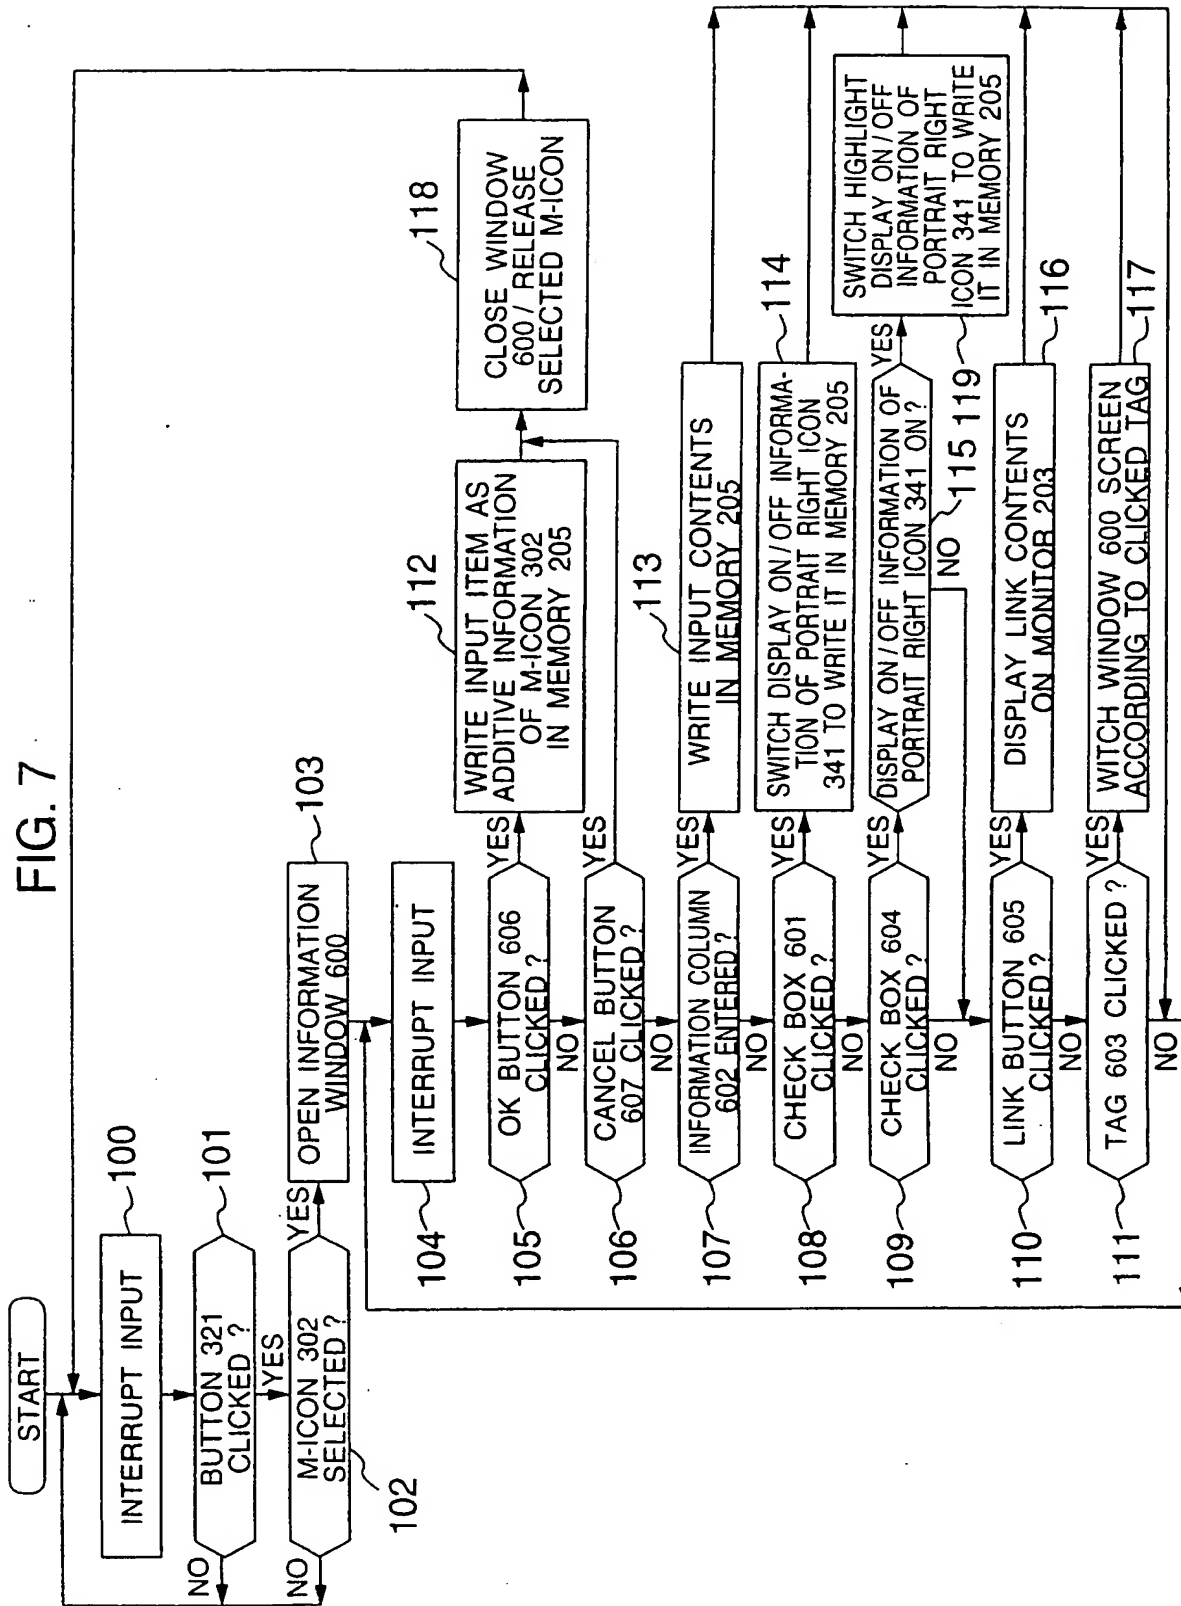 FIG. 7
START
INTERRUPT INPUT
100
BUTTON 321
CLICKED ?
101
NO
YES
M-ICON 302
SELECTED ?
102
NO
YES
OPEN INFORMATION
WINDOW 600
103
INTERRUPT INPUT
104
OK BUTTON 606
CLICKED ?
105
YES
NO
WRITE INPUT ITEM AS
ADDITIVE INFORMATION
OF M-ICON 302
IN MEMORY 205
112
CLOSE WINDOW
600 / RELEASE
SELECTED M-ICON
118
CANCEL BUTTON
607 CLICKED ?
106
YES
NO
INFORMATION COLUMN
602 ENTERED ?
107
YES
NO
WRITE INPUT CONTENTS
IN MEMORY 205
113
CHECK BOX 601
CLICKED ?
108
YES
NO
SWITCH DISPLAY ON/OFF INFORMA-
TION OF PORTRAIT RIGHT ICON
341 TO WRITE IT IN MEMORY 205
114
CHECK BOX 604
CLICKED ?
109
YES
NO
DISPLAY ON/OFF INFORMATION OF
PORTRAIT RIGHT ICON 341 ON ?
115
YES
NO
SWITCH HIGHLIGHT
DISPLAY ON/OFF
INFORMATION OF
PORTRAIT RIGHT
ICON 341 TO WRITE
IT IN MEMORY 205
119
LINK BUTTON 605
CLICKED ?
110
YES
NO
DISPLAY LINK CONTENTS
ON MONITOR 203
116
TAG 603 CLICKED ?
111
YES
NO
WITCH WINDOW 600 SCREEN
ACCORDING TO CLICKED TAG
117